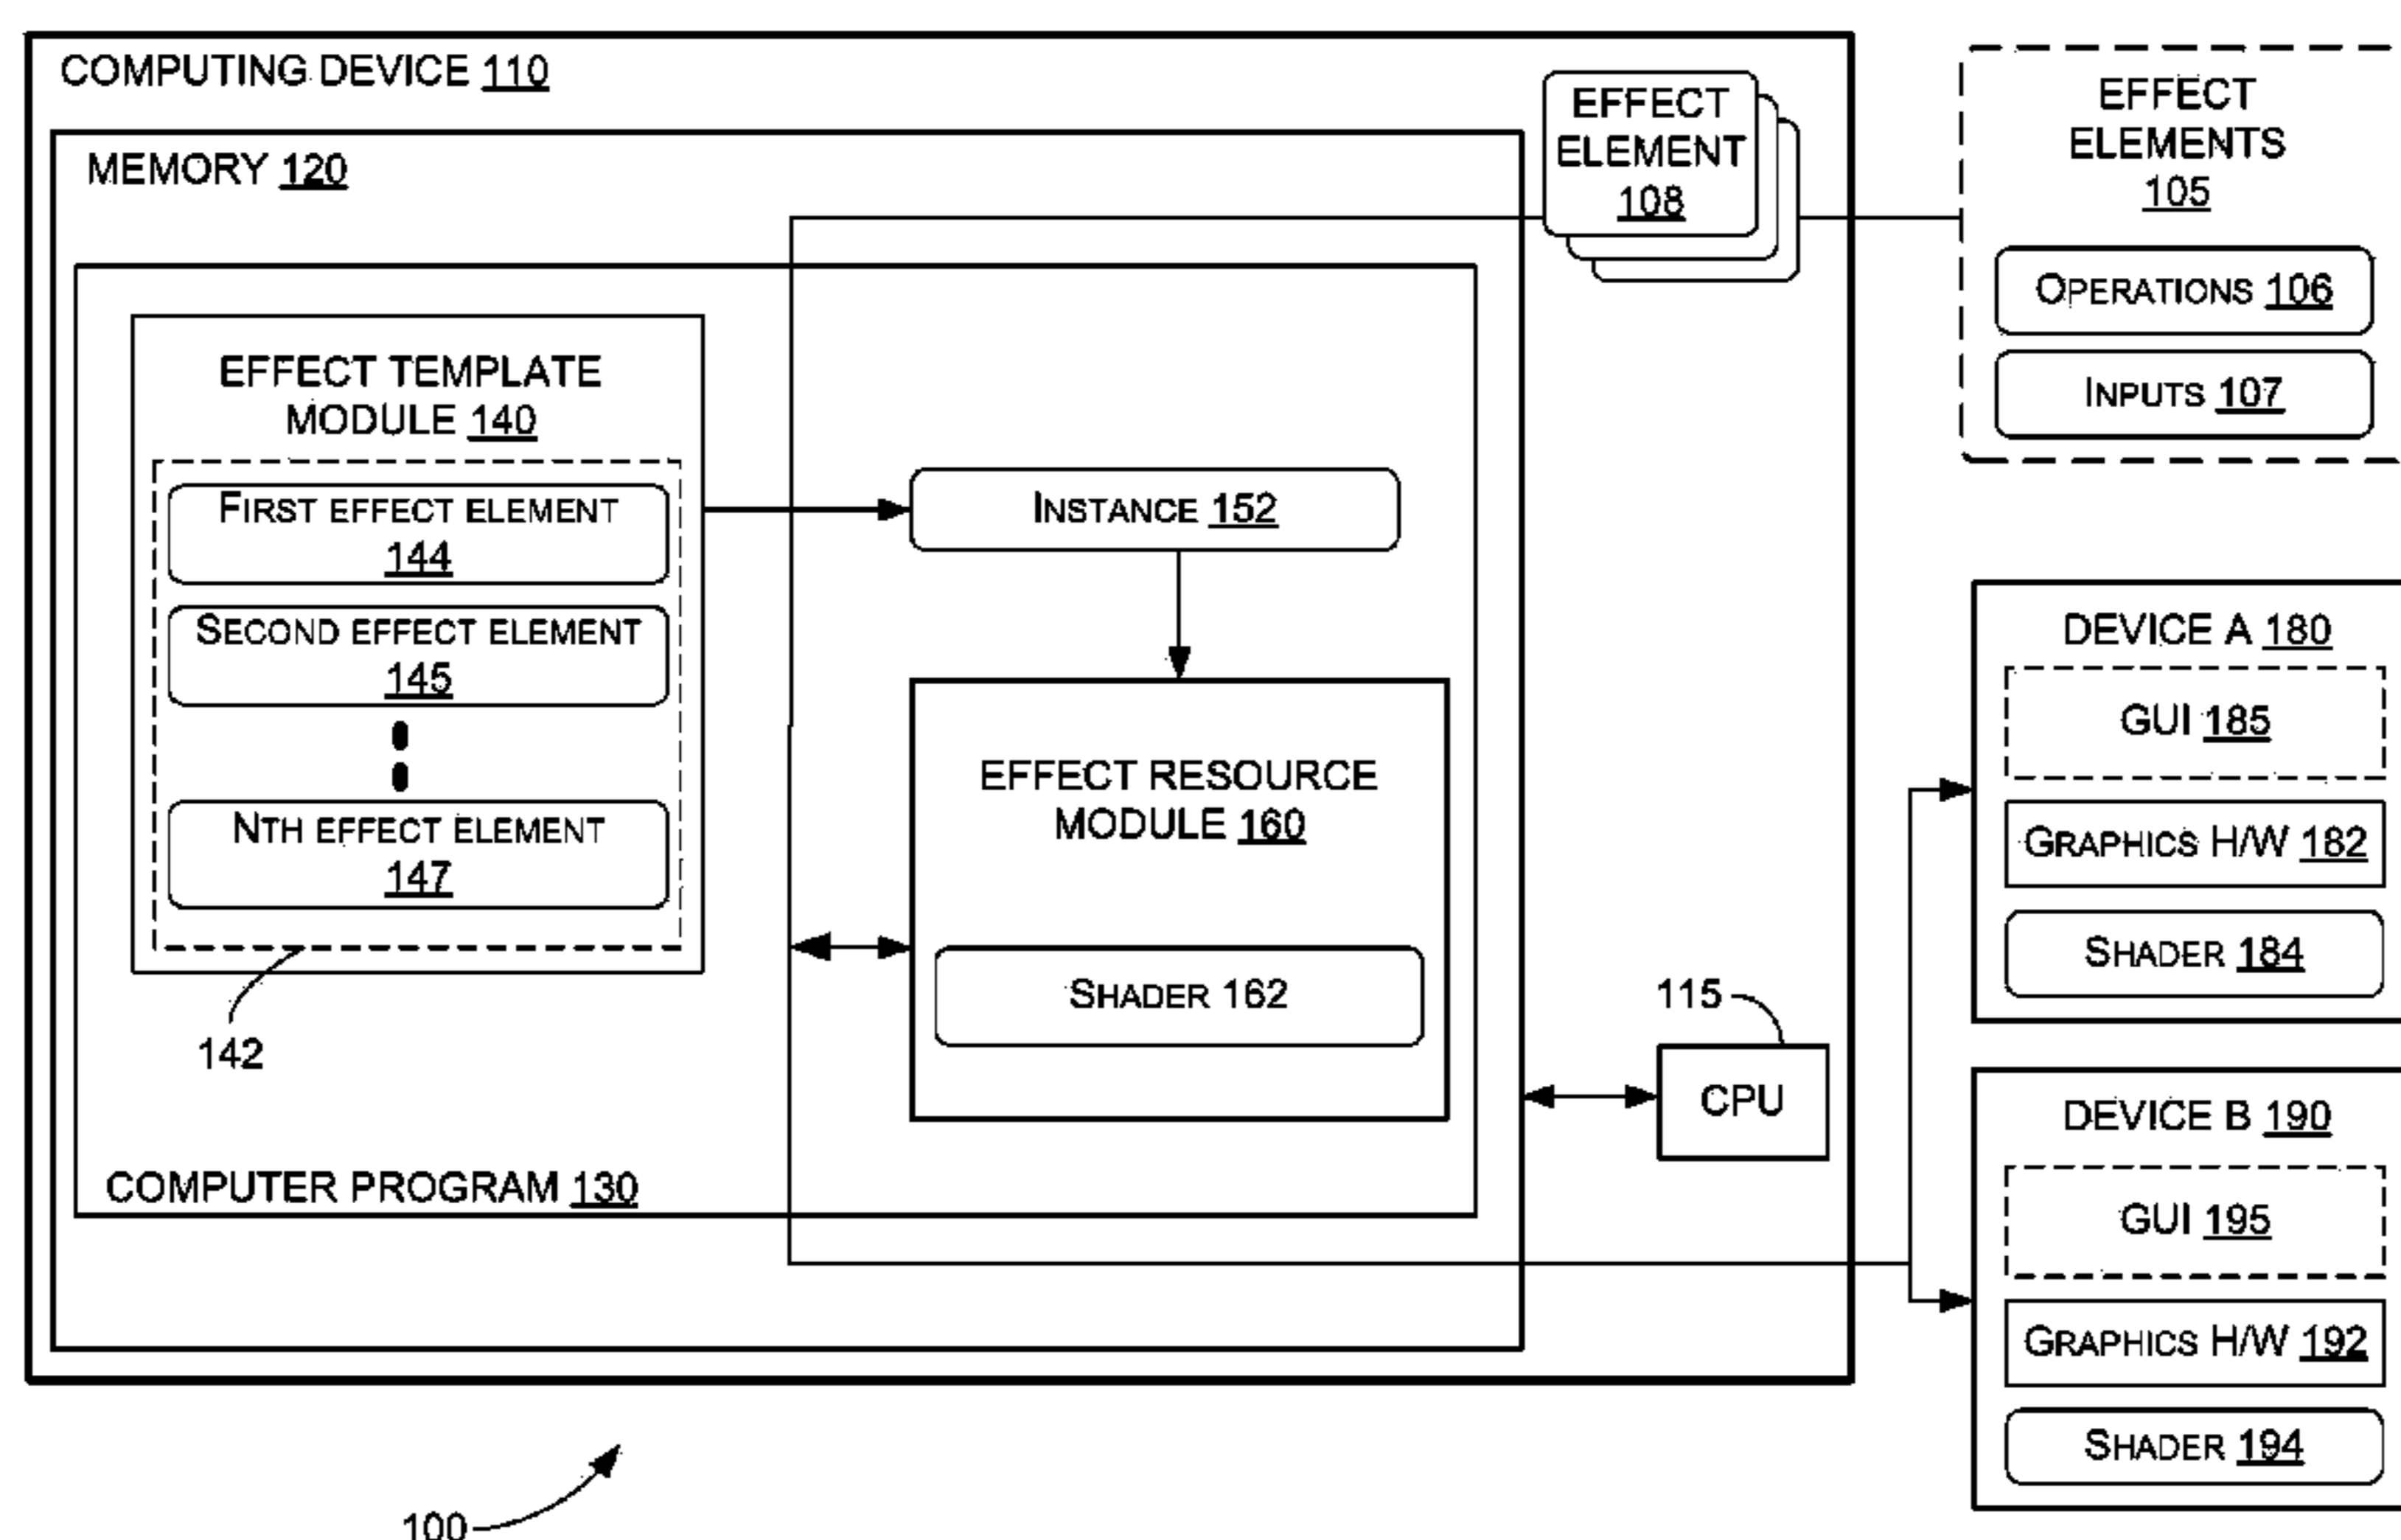 COMPUTING DEVICE 110
MEMORY 120
EFFECT
ELEMENT
108
EFFECT
ELEMENTS
105
OPERATIONS 106
INPUTS 107
EFFECT TEMPLATE
MODULE 140
FIRST EFFECT ELEMENT
144
SECOND EFFECT ELEMENT
145
NTH EFFECT ELEMENT
147
142
INSTANCE 152
EFFECT RESOURCE
MODULE 160
SHADER 162
COMPUTER PROGRAM 130
115
CPU
DEVICE A 180
GUI 185
GRAPHICS H/W 182
SHADER 184
DEVICE B 190
GUI 195
GRAPHICS H/W 192
SHADER 194
100